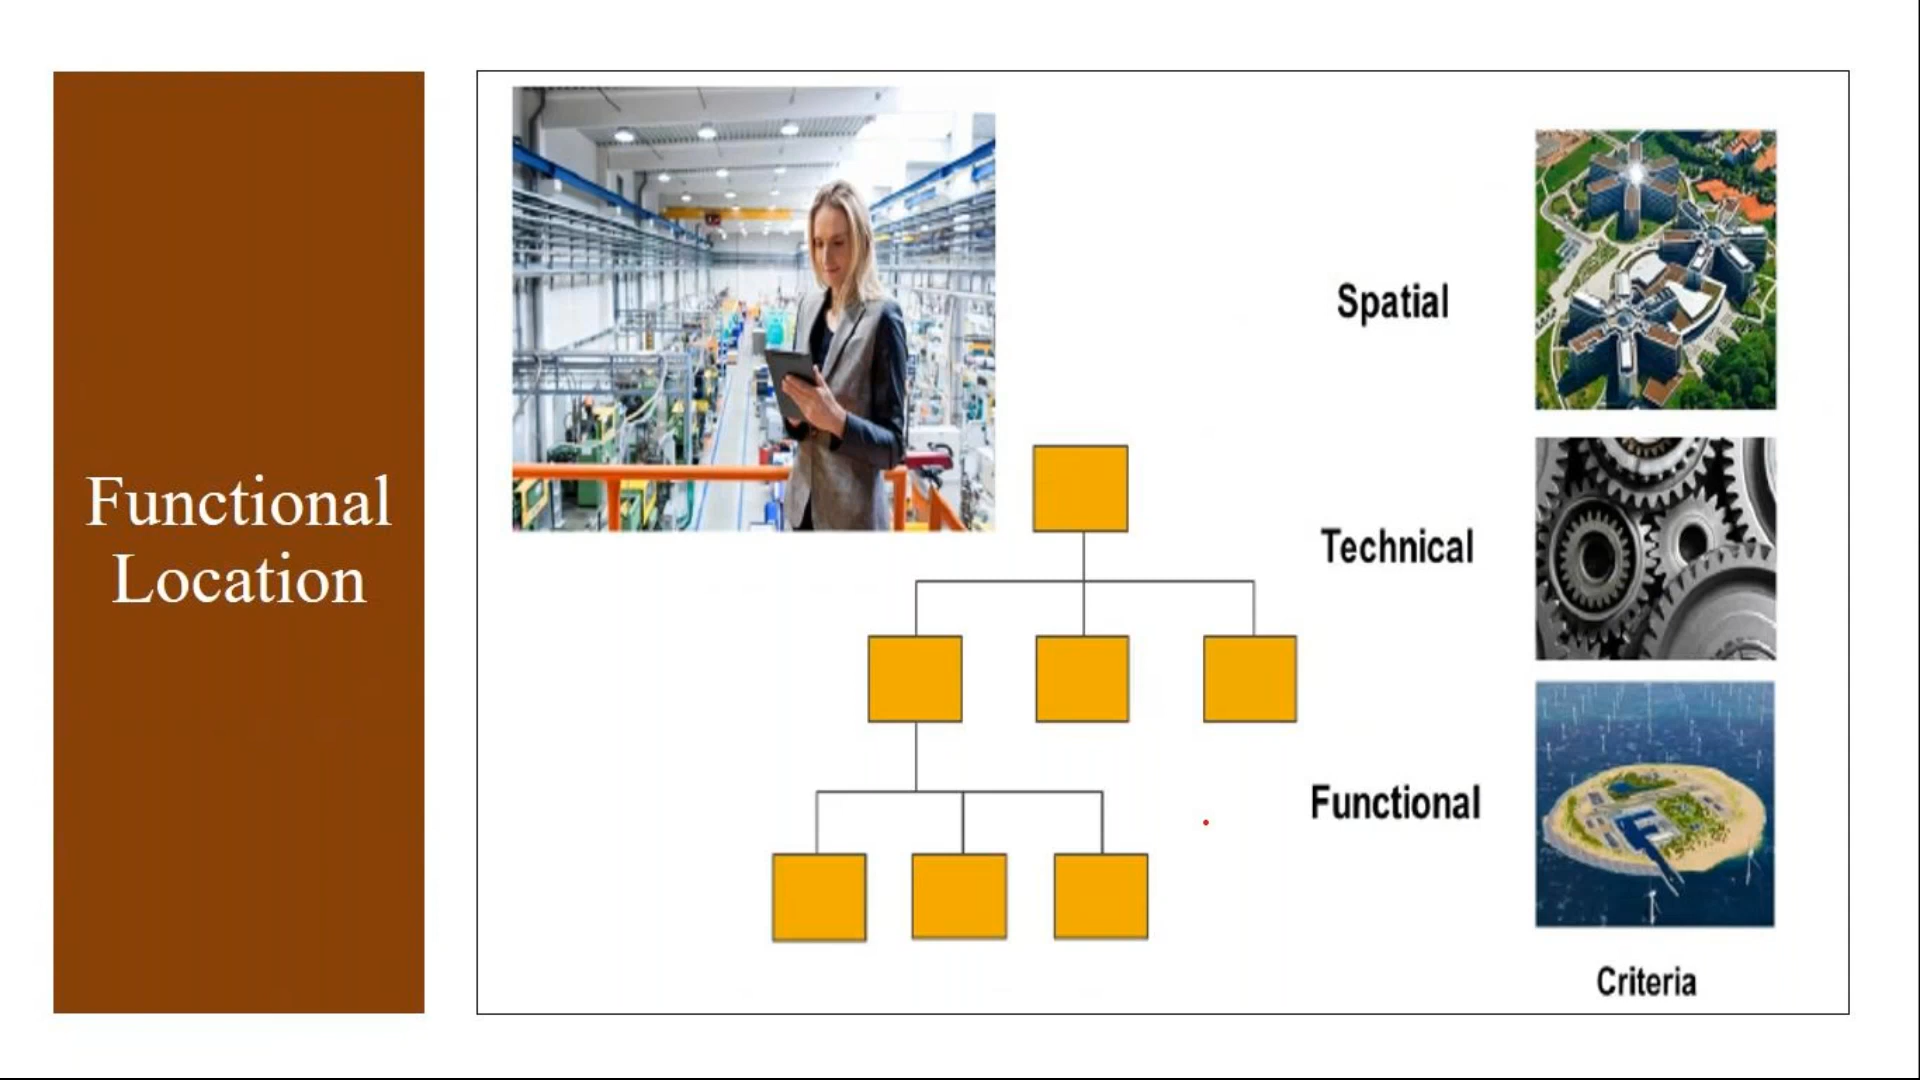 Functional
Location
Spatial
Technical
Functional
Criteria